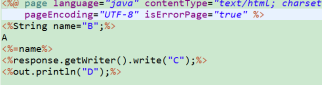 <%@ page language="java" contentType="text/html; charset
pageEncoding="UTF-8" isErrorPage="true" %>
<%String name="B";%>
A
<%=name%>
<%response.getWriter().write("C");%>
<%out.println("D");%>